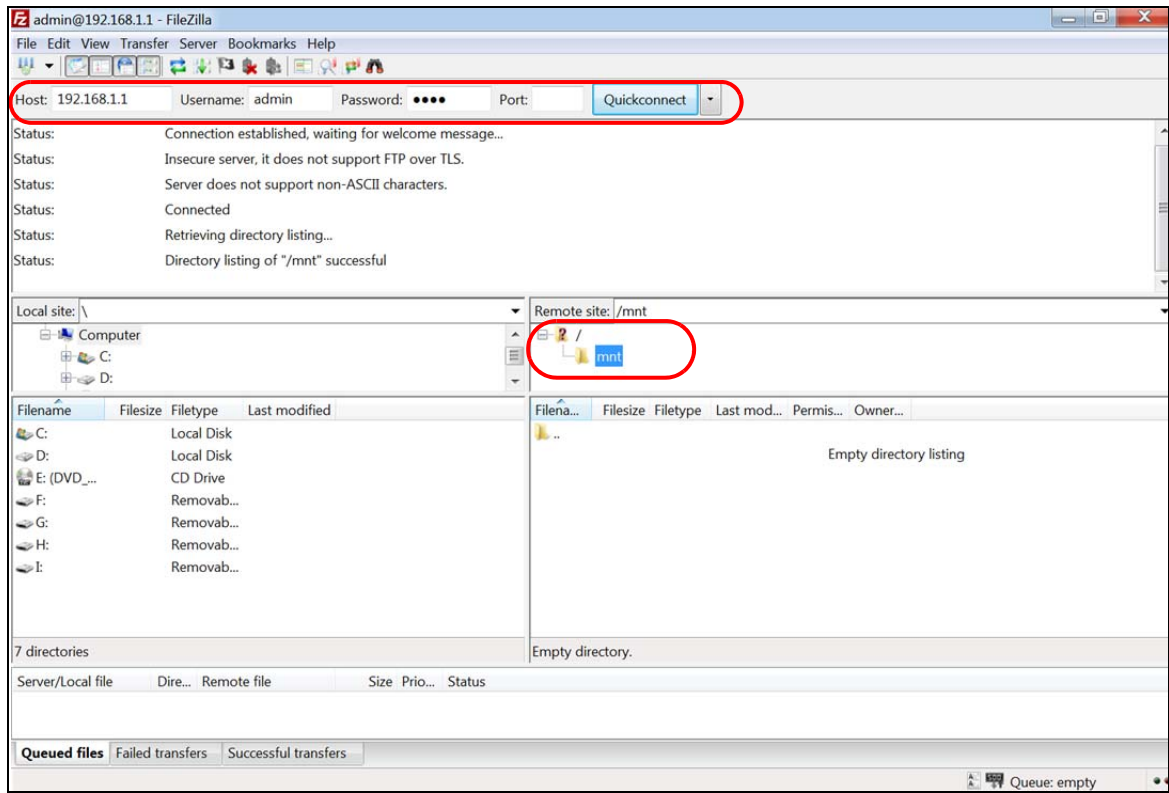 admin@192.168.1.1 - FileZilla
File Edit View Transfer Server Bookmarks Help
Host: 192.168.1.1 Username: admin Password: ●●●● Port: Quickconnect
Status: Connection established, waiting for welcome message...
Status: Insecure server, it does not support FTP over TLS.
Status: Server does not support non-ASCII characters.
Status: Connected
Status: Retrieving directory listing...
Status: Directory listing of "/mnt" successful
Local site: \ Remote site: /mnt
Computer
C:
D:
/
mnt
Filename Filesize Filetype Last modified
C: Local Disk
D: Local Disk
E: (DVD_... CD Drive
F: Removab...
G: Removab...
H: Removab...
I: Removab...
7 directories
Filena... Filesize Filetype Last mod... Permis... Owner...
..
Empty directory listing
Empty directory.
Server/Local file Dire... Remote file Size Prio... Status
Queued files Failed transfers Successful transfers
Queue: empty